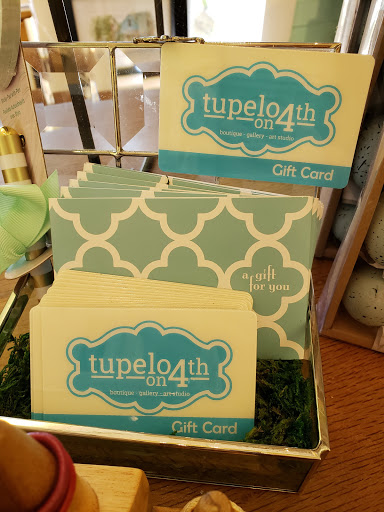 tupelo 4th
on
boutique · gallery · art studio
Gift Card
a gift
for you
tupelo 4th
on
boutique · gallery · art studio
Gift Card